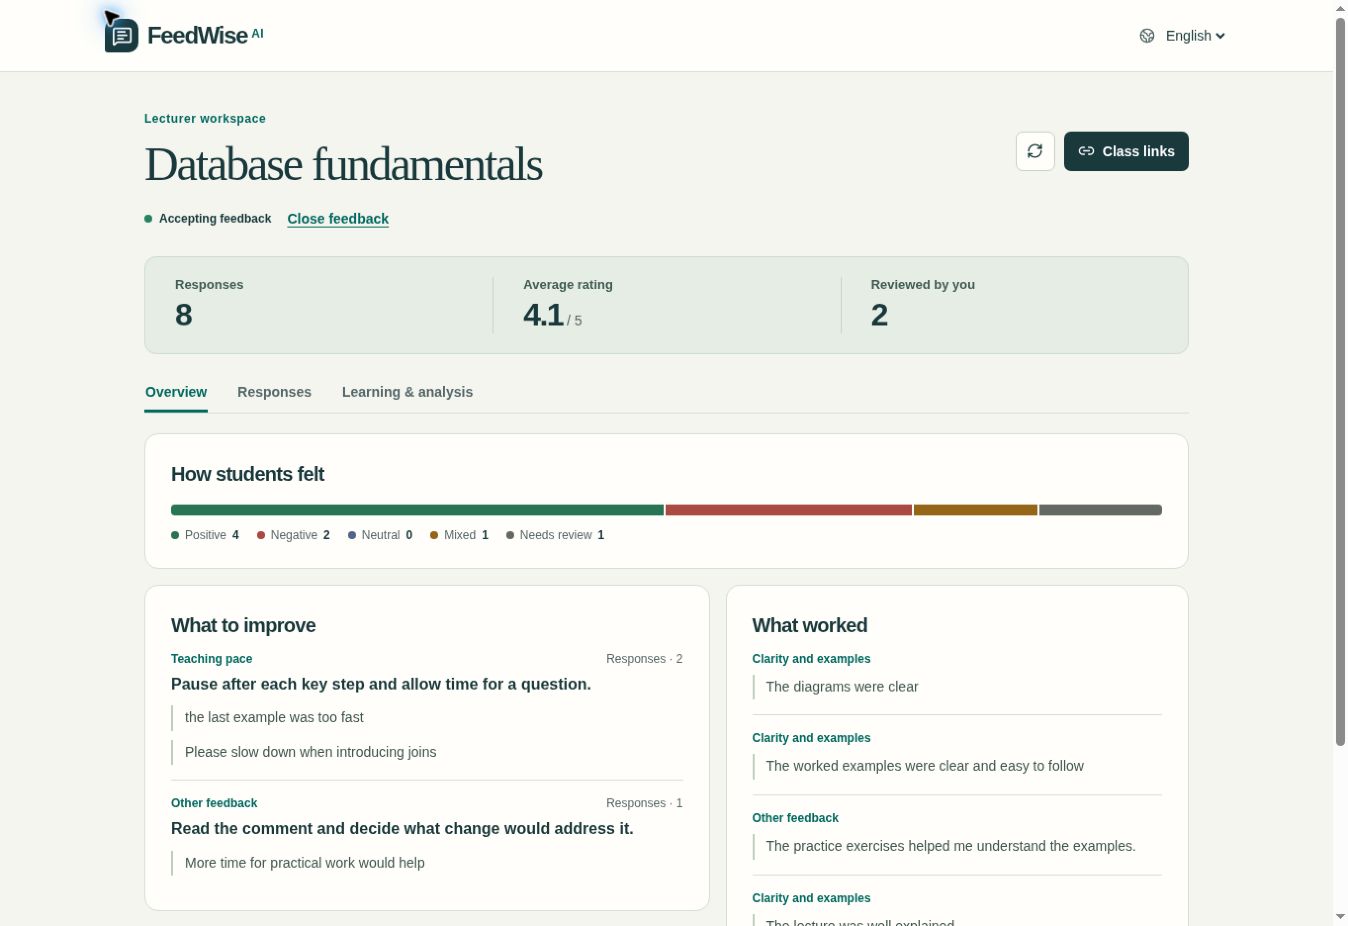 FeedWise AI
English
Lecturer workspace
Database fundamentals
Class links
Accepting feedback Close feedback
Responses
8
Average rating
4.1 / 5
Reviewed by you
2
Overview Responses Learning & analysis
How students felt
Positive 4 Negative 2 Neutral 0 Mixed 1 Needs review 1
What to improve
Teaching pace Responses · 2
Pause after each key step and allow time for a question.
the last example was too fast
Please slow down when introducing joins
Other feedback Responses · 1
Read the comment and decide what change would address it.
More time for practical work would help
What worked
Clarity and examples
The diagrams were clear
Clarity and examples
The worked examples were clear and easy to follow
Other feedback
The practice exercises helped me understand the examples.
Clarity and examples
The lecture was well explained